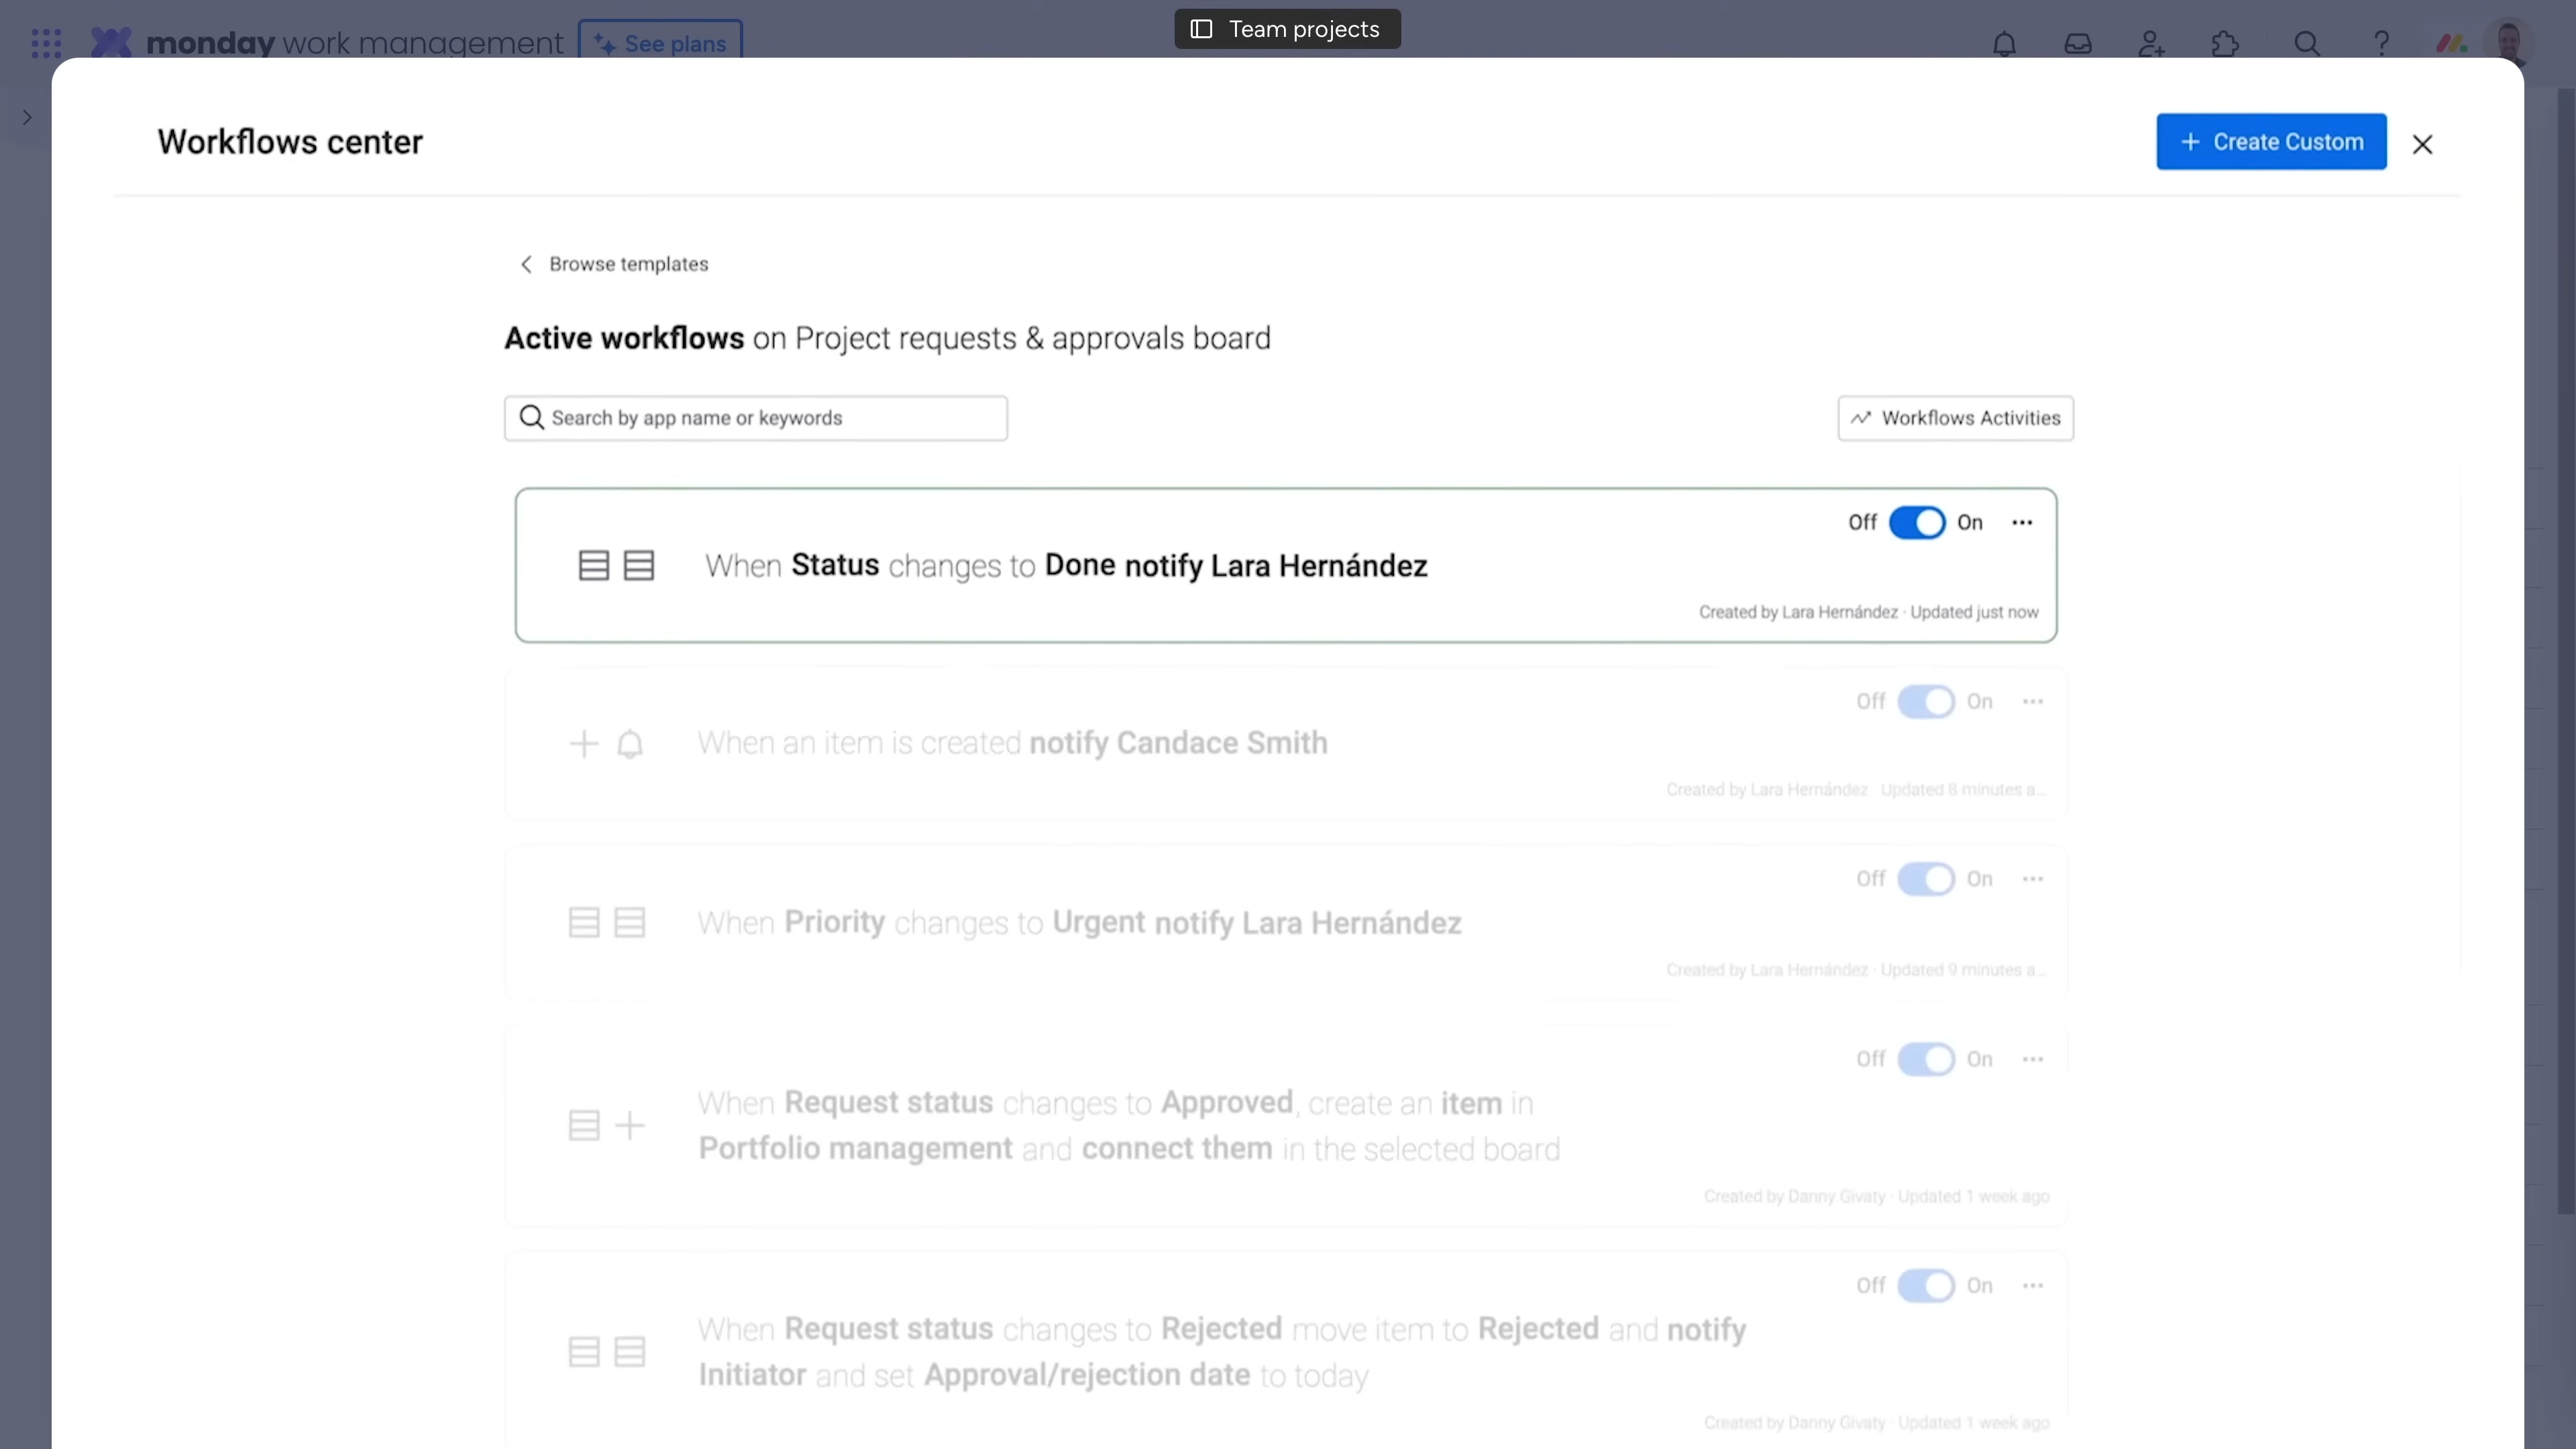 monday work management
See plans
Team projects
Workflows center
+ Create Custom
Browse templates
Active workflows on Project requests & approvals board
Search by app name or keywords
Workflows Activities
Off On
When Status changes to Done notify Lara Hernández
Created by Lara Hernández · Updated just now
Off On
When an item is created notify Candace Smith
Created by Lara Hernández · Updated 8 minutes a...
Off On
When Priority changes to Urgent notify Lara Hernández
Created by Lara Hernández · Updated 9 minutes a...
Off On
When Request status changes to Approved, create an item in
Portfolio management and connect them in the selected board
Created by Danny Givaty · Updated 1 week ago
Off On
When Request status changes to Rejected move item to Rejected and notify
Initiator and set Approval/rejection date to today
Created by Danny Givaty · Updated 1 week ago